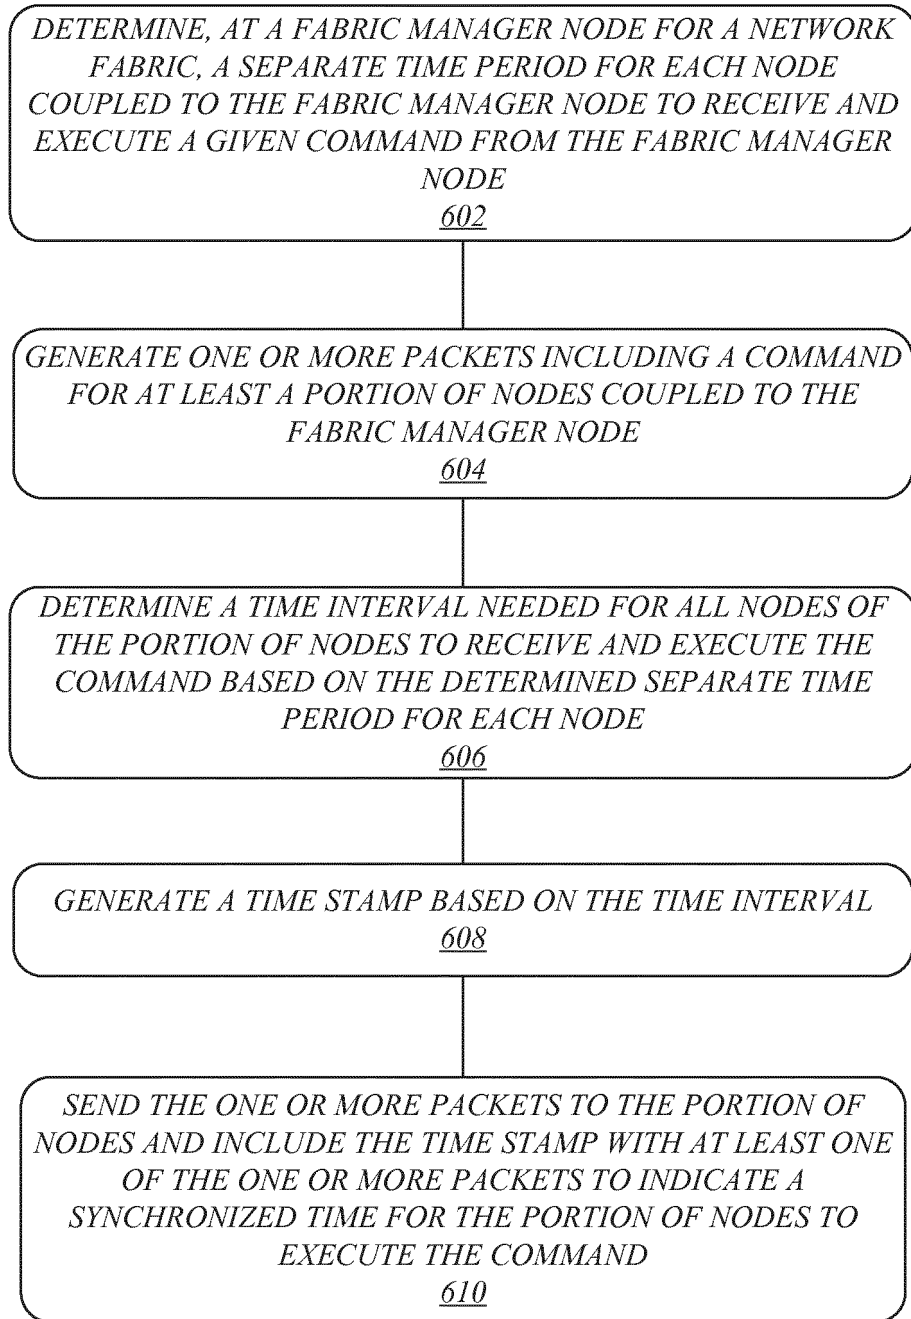 DETERMINE, AT A FABRIC MANAGER NODE FOR A NETWORK
FABRIC, A SEPARATE TIME PERIOD FOR EACH NODE
COUPLED TO THE FABRIC MANAGER NODE TO RECEIVE AND
EXECUTE A GIVEN COMMAND FROM THE FABRIC MANAGER
NODE
602
GENERATE ONE OR MORE PACKETS INCLUDING A COMMAND
FOR AT LEAST A PORTION OF NODES COUPLED TO THE
FABRIC MANAGER NODE
604
DETERMINE A TIME INTERVAL NEEDED FOR ALL NODES OF
THE PORTION OF NODES TO RECEIVE AND EXECUTE THE
COMMAND BASED ON THE DETERMINED SEPARATE TIME
PERIOD FOR EACH NODE
606
GENERATE A TIME STAMP BASED ON THE TIME INTERVAL
608
SEND THE ONE OR MORE PACKETS TO THE PORTION OF
NODES AND INCLUDE THE TIME STAMP WITH AT LEAST ONE
OF THE ONE OR MORE PACKETS TO INDICATE A
SYNCHRONIZED TIME FOR THE PORTION OF NODES TO
EXECUTE THE COMMAND
610